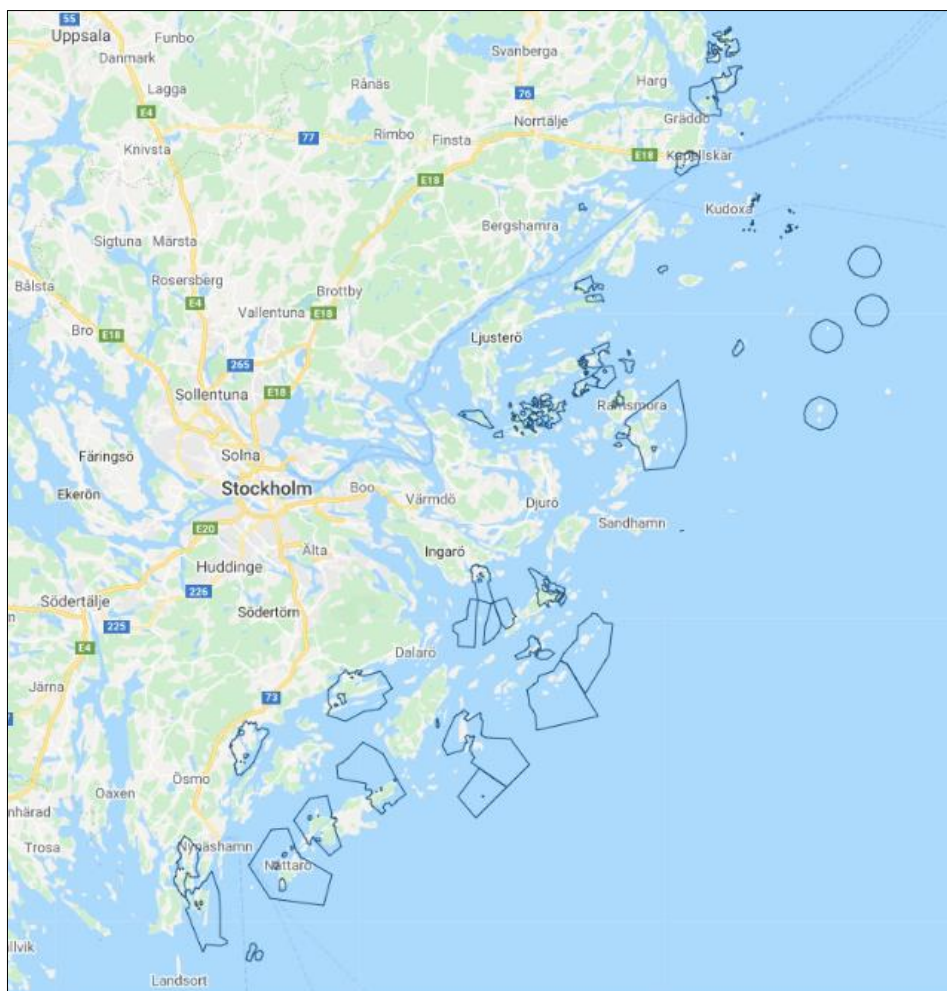 55
Uppsala
Funbo
Danmark
Svanberga
Lagga
Rånäs
Harg
76
E4
Norrtälje
Gräddö
77
Rimbo
Finsta
Knivsta
E18
Kapellskär
E18
Kudoxa
Bergshamra
Sigtuna
Märsta
Rosersberg
Brottby
Bålsta
E4
Vallentuna
E18
Bro
E18
Ljusterö
265
Sollentuna
E18
Ramsmora
Färingsö
Solna
Stockholm
Boo
Ekerön
Värmdö
Djurö
E20
Sandhamn
Älta
Ingarö
Huddinge
226
Södertälje
Södertörn
225
E4
Dalarö
Järna
73
Ösmo
Oaxen
nhärad
Trosa
Nynäshamn
Nåttarö
Landsort